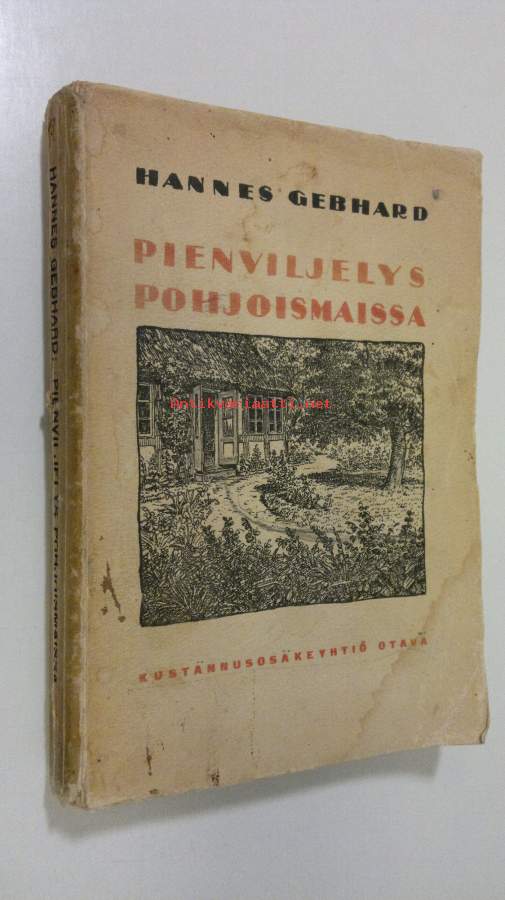 HANNES GEBHARD
PIENVILJELYS
POHJOISMAISSA
Antikvariaatti.net
KUSTANNUSOSAKEYHTIÖ OTAVA
HANNES GEBHARD: PIENVILJELYS POHJOISMAISSA